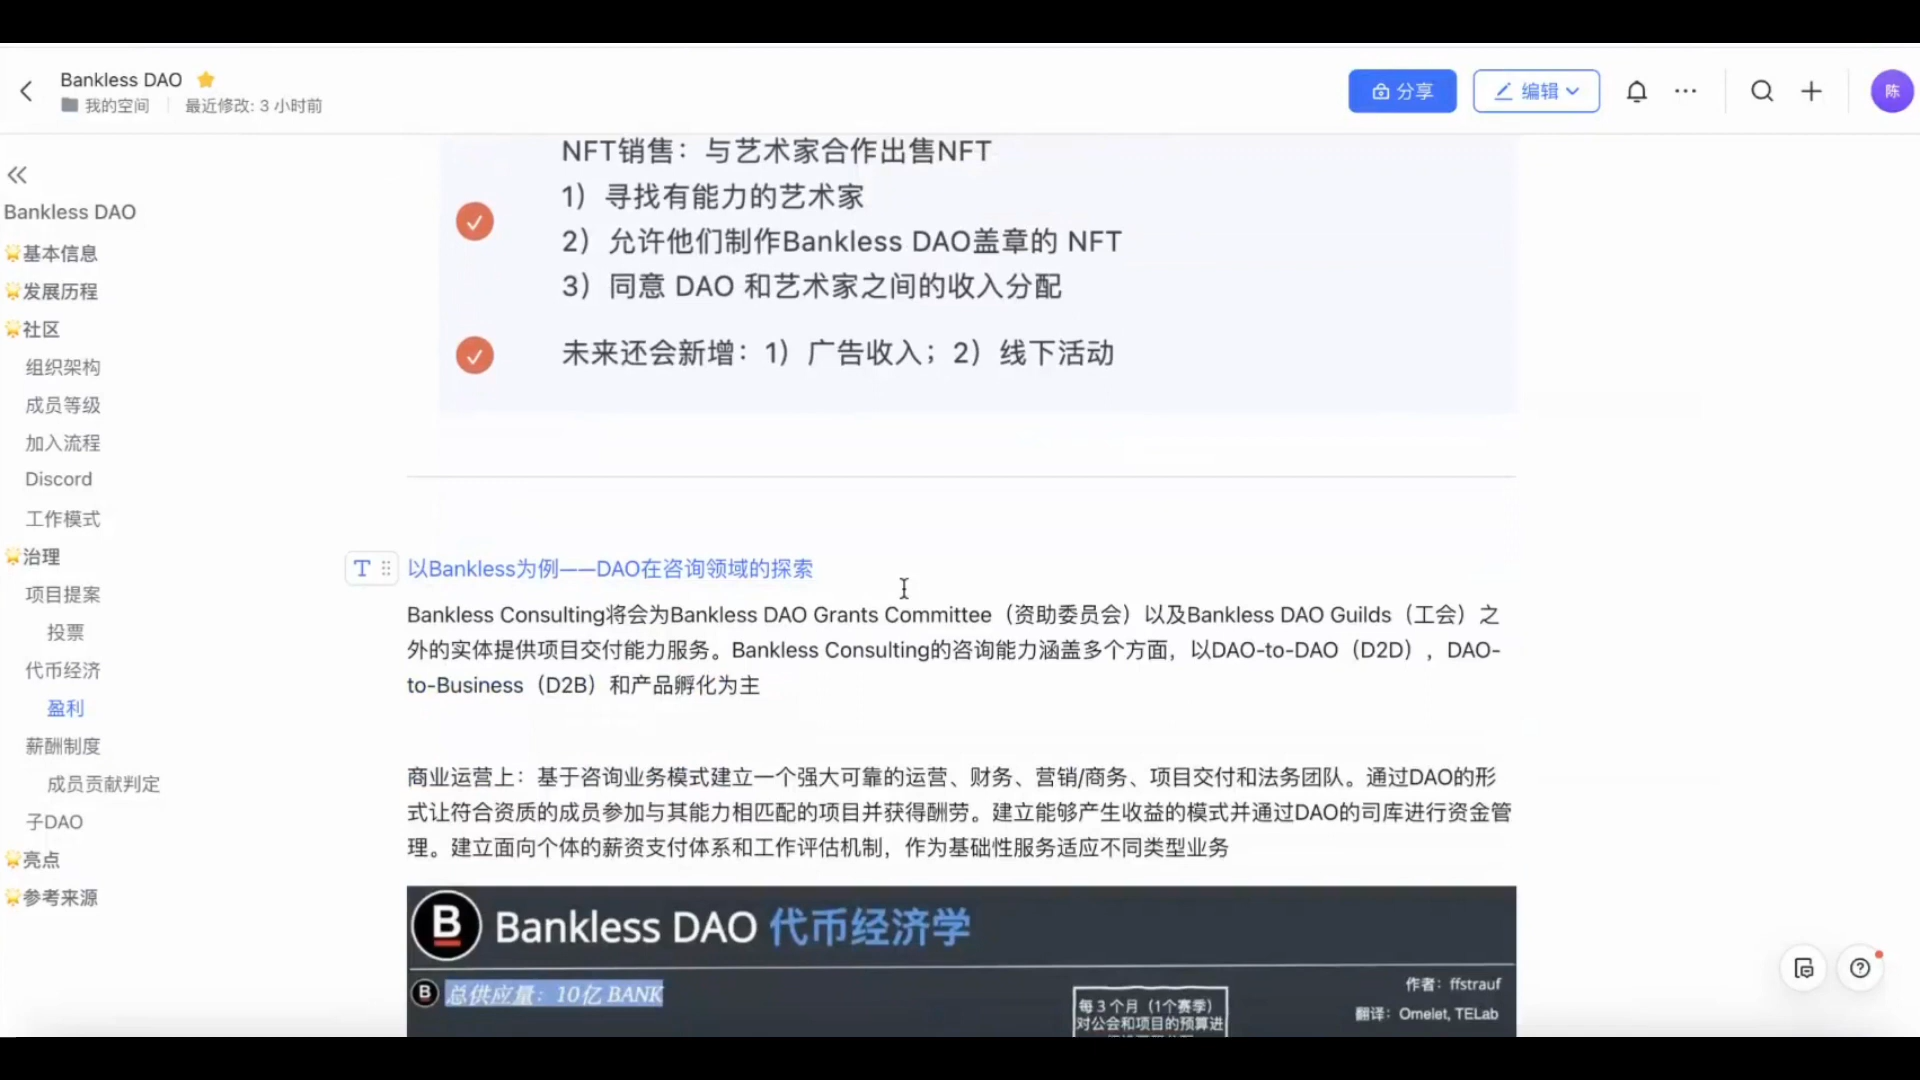 Bankless DAO
我的空间
最近修改: 3 小时前
分享
编辑
陈
Bankless DAO
基本信息
发展历程
社区
组织架构
成员等级
加入流程
Discord
工作模式
治理
项目提案
投票
代币经济
盈利
薪酬制度
成员贡献判定
子DAO
亮点
参考来源
NFT销售：与艺术家合作出售NFT
1）寻找有能力的艺术家
2）允许他们制作Bankless DAO盖章的 NFT
3）同意 DAO 和艺术家之间的收入分配
未来还会新增：1）广告收入；2）线下活动
T
以Bankless为例——DAO在咨询领域的探索
Bankless Consulting将会为Bankless DAO Grants Committee（资助委员会）以及Bankless DAO Guilds（工会）之
外的实体提供项目交付能力服务。Bankless Consulting的咨询能力涵盖多个方面，以DAO-to-DAO（D2D），DAO-
to-Business（D2B）和产品孵化为主
商业运营上：基于咨询业务模式建立一个强大可靠的运营、财务、营销/商务、项目交付和法务团队。通过DAO的形
式让符合资质的成员参加与其能力相匹配的项目并获得酬劳。建立能够产生收益的模式并通过DAO的司库进行资金管
理。建立面向个体的薪资支付体系和工作评估机制，作为基础性服务适应不同类型业务
B Bankless DAO 代币经济学
B 总供应量：10亿 BANK
每 3 个月（1个赛季）
对公会和项目的预算进
作者：ffstrauf
翻译：Omelet, TELab